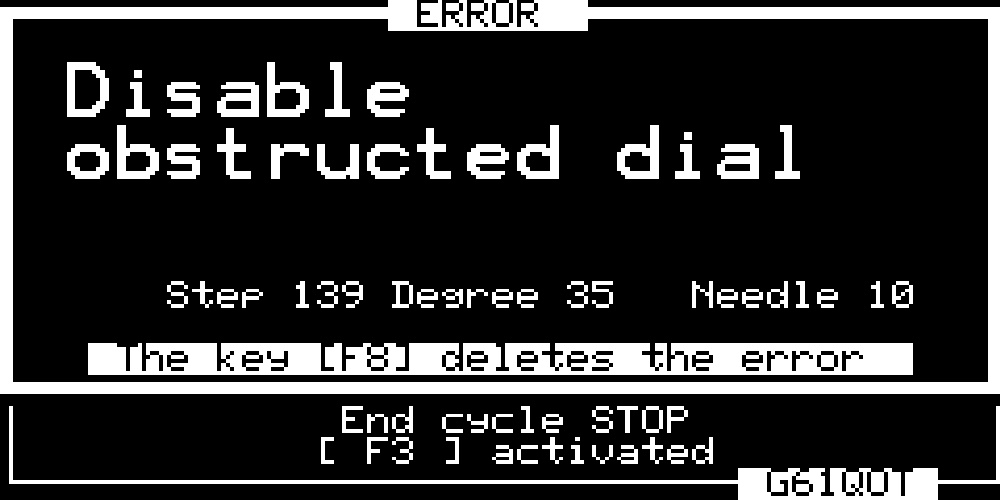 ERROR
Disable
obstructed dial
Step 139 Degree 35 Needle 10
The key [F8] deletes the error
End cycle STOP
[ F3 ] activated
G61QOT